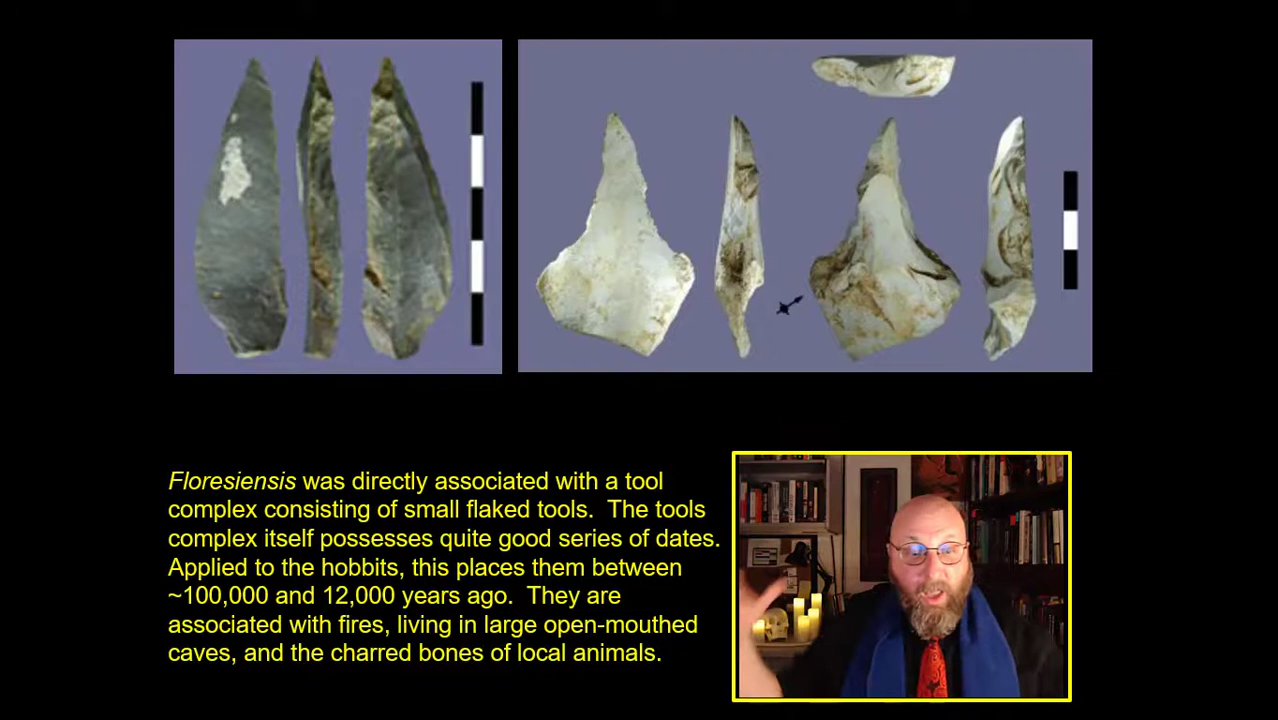 Floresiensis was directly associated with a tool
complex consisting of small flaked tools.  The tools
complex itself possesses quite good series of dates.
Applied to the hobbits, this places them between
~100,000 and 12,000 years ago.  They are
associated with fires, living in large open-mouthed
caves, and the charred bones of local animals.